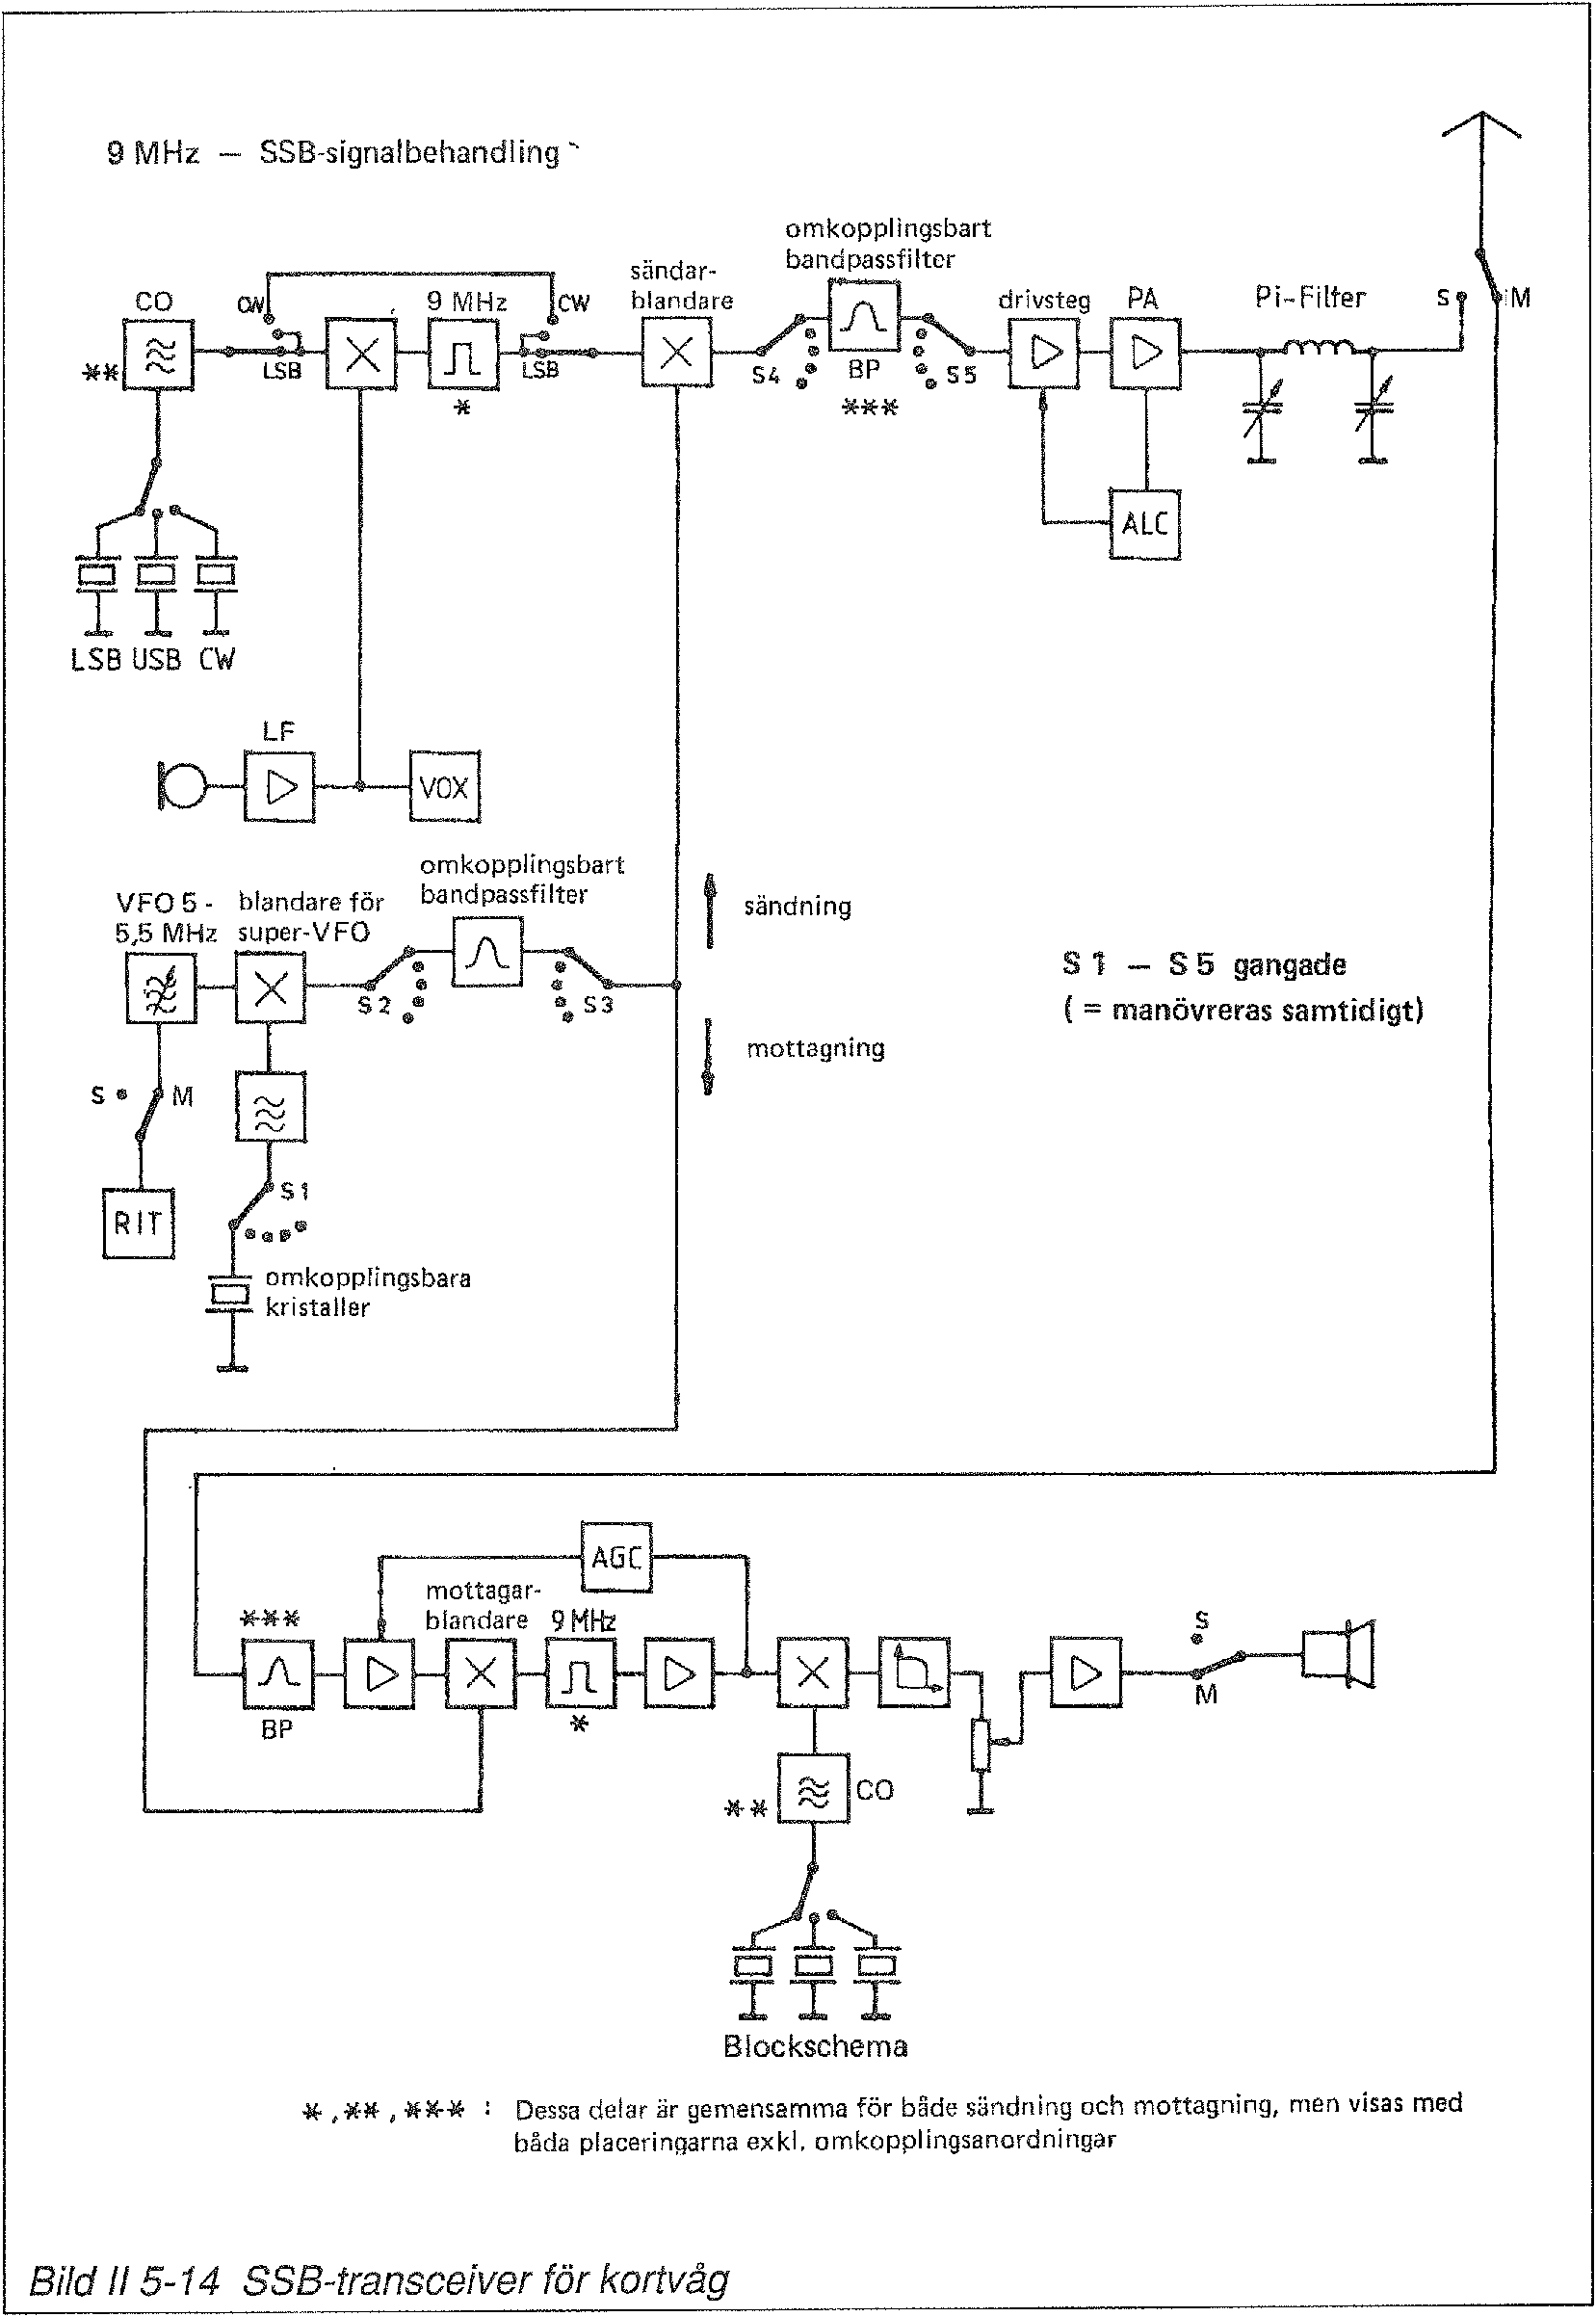 9 MHz – SSB-signalbehandling
omkopplingsbart
bandpassfilter
sändar-
blandare
CO
CW
9 MHz
CW
drivsteg
PA
Pi-Filter
S
M
**
LSB
*
LSB
S4
BP
S5
***
ALC
LSB USB CW
LF
VOX
omkopplingsbart
bandpassfilter
VFO 5 -
5,5 MHz
blandare för
super-VFO
S2
S3
sändning
mottagning
S 1 – S 5 gangade
( = manövreras samtidigt)
S
M
RIT
S1
omkopplingsbara
kristaller
AGC
mottagar-
blandare
***
9 MHz
BP
*
S
M
**
CO
Blockschema
*,**,*** : Dessa delar är gemensamma för både sändning och mottagning, men visas med
båda placeringarna exkl. omkopplingsanordningar
Bild II 5-14 SSB-transceiver för kortvåg